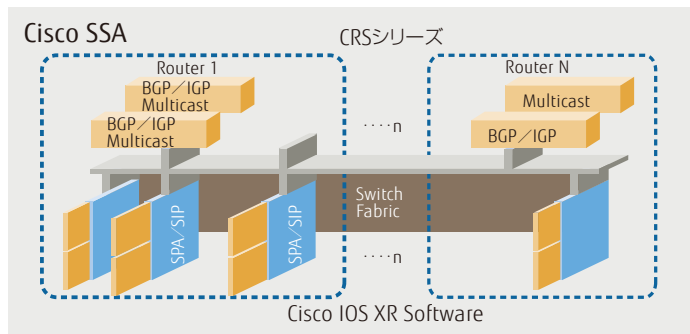 Cisco SSA
CRSシリーズ
Router 1
BGP／IGP
Multicast
BGP／IGP
Multicast
‥‥n
Router N
Multicast
BGP／IGP
Switch
Fabric
SPA／SIP
SPA／SIP
‥‥n
Cisco IOS XR Software